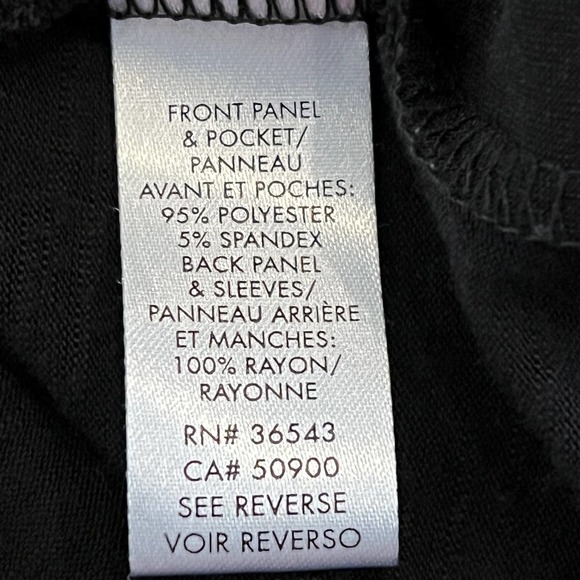 FRONT PANEL
& POCKET/
PANNEAU
AVANT ET POCHES:
95% POLYESTER
5% SPANDEX
BACK PANEL
& SLEEVES/
PANNEAU ARRIÈRE
ET MANCHES:
100% RAYON/
RAYONNE
RN# 36543
CA# 50900
SEE REVERSE
VOIR REVERSO